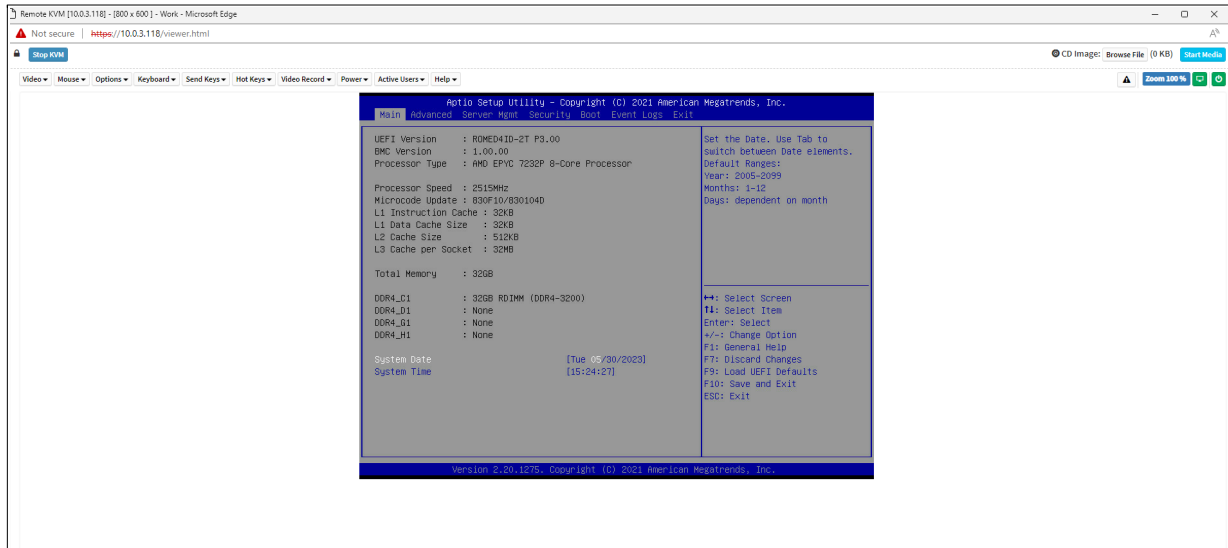 Remote KVM [10.0.3.118] - [800 x 600 ] - Work - Microsoft Edge
Not secure https://10.0.3.118/viewer.html
Stop KVM CD Image: Browse File (0 KB) Start Media
Video Mouse Options Keyboard Send Keys Hot Keys Video Record Power Active Users Help Zoom 100 %
Aptio Setup Utility - Copyright (C) 2021 American Megatrends, Inc.
Main Advanced Server Mgmt Security Boot Event Logs Exit
UEFI Version : ROMED4ID-2T P3.00
BMC Version : 1.00.00
Processor Type : AMD EPYC 7232P 8-Core Processor
Processor Speed : 2515MHz
Microcode Update : 830F10/830104D
L1 Instruction Cache : 32KB
L1 Data Cache Size : 32KB
L2 Cache Size : 512KB
L3 Cache per Socket : 32MB
Total Memory : 32GB
DDR4_C1 : 32GB RDIMM (DDR4-3200)
DDR4_D1 : None
DDR4_G1 : None
DDR4_H1 : None
System Date [Tue 05/30/2023]
System Time [15:24:27]
Set the Date. Use Tab to
switch between Date elements.
Default Ranges:
Year: 2005-2099
Months: 1-12
Days: dependent on month
↔: Select Screen
↑↓: Select Item
Enter: Select
+/-: Change Option
F1: General Help
F7: Discard Changes
F9: Load UEFI Defaults
F10: Save and Exit
ESC: Exit
Version 2.20.1275. Copyright (C) 2021 American Megatrends, Inc.